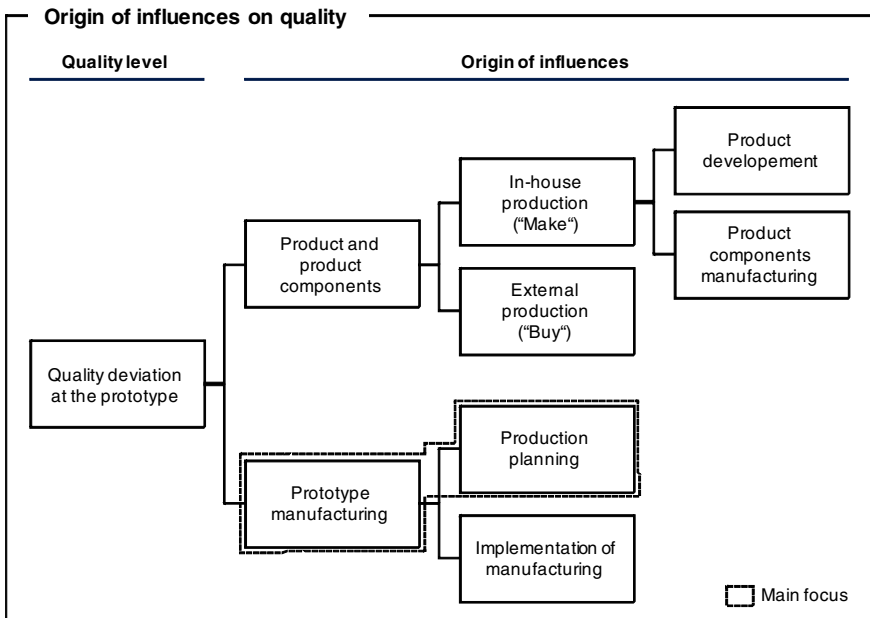 Origin of influences on quality
Quality level
Origin of influences
Product
developement
In-house
production
(“Make“)
Product and
product
components
Product
components
manufacturing
External
production
(“Buy“)
Quality deviation
at the prototype
Production
planning
Prototype
manufacturing
Implementation of
manufacturing
Main focus